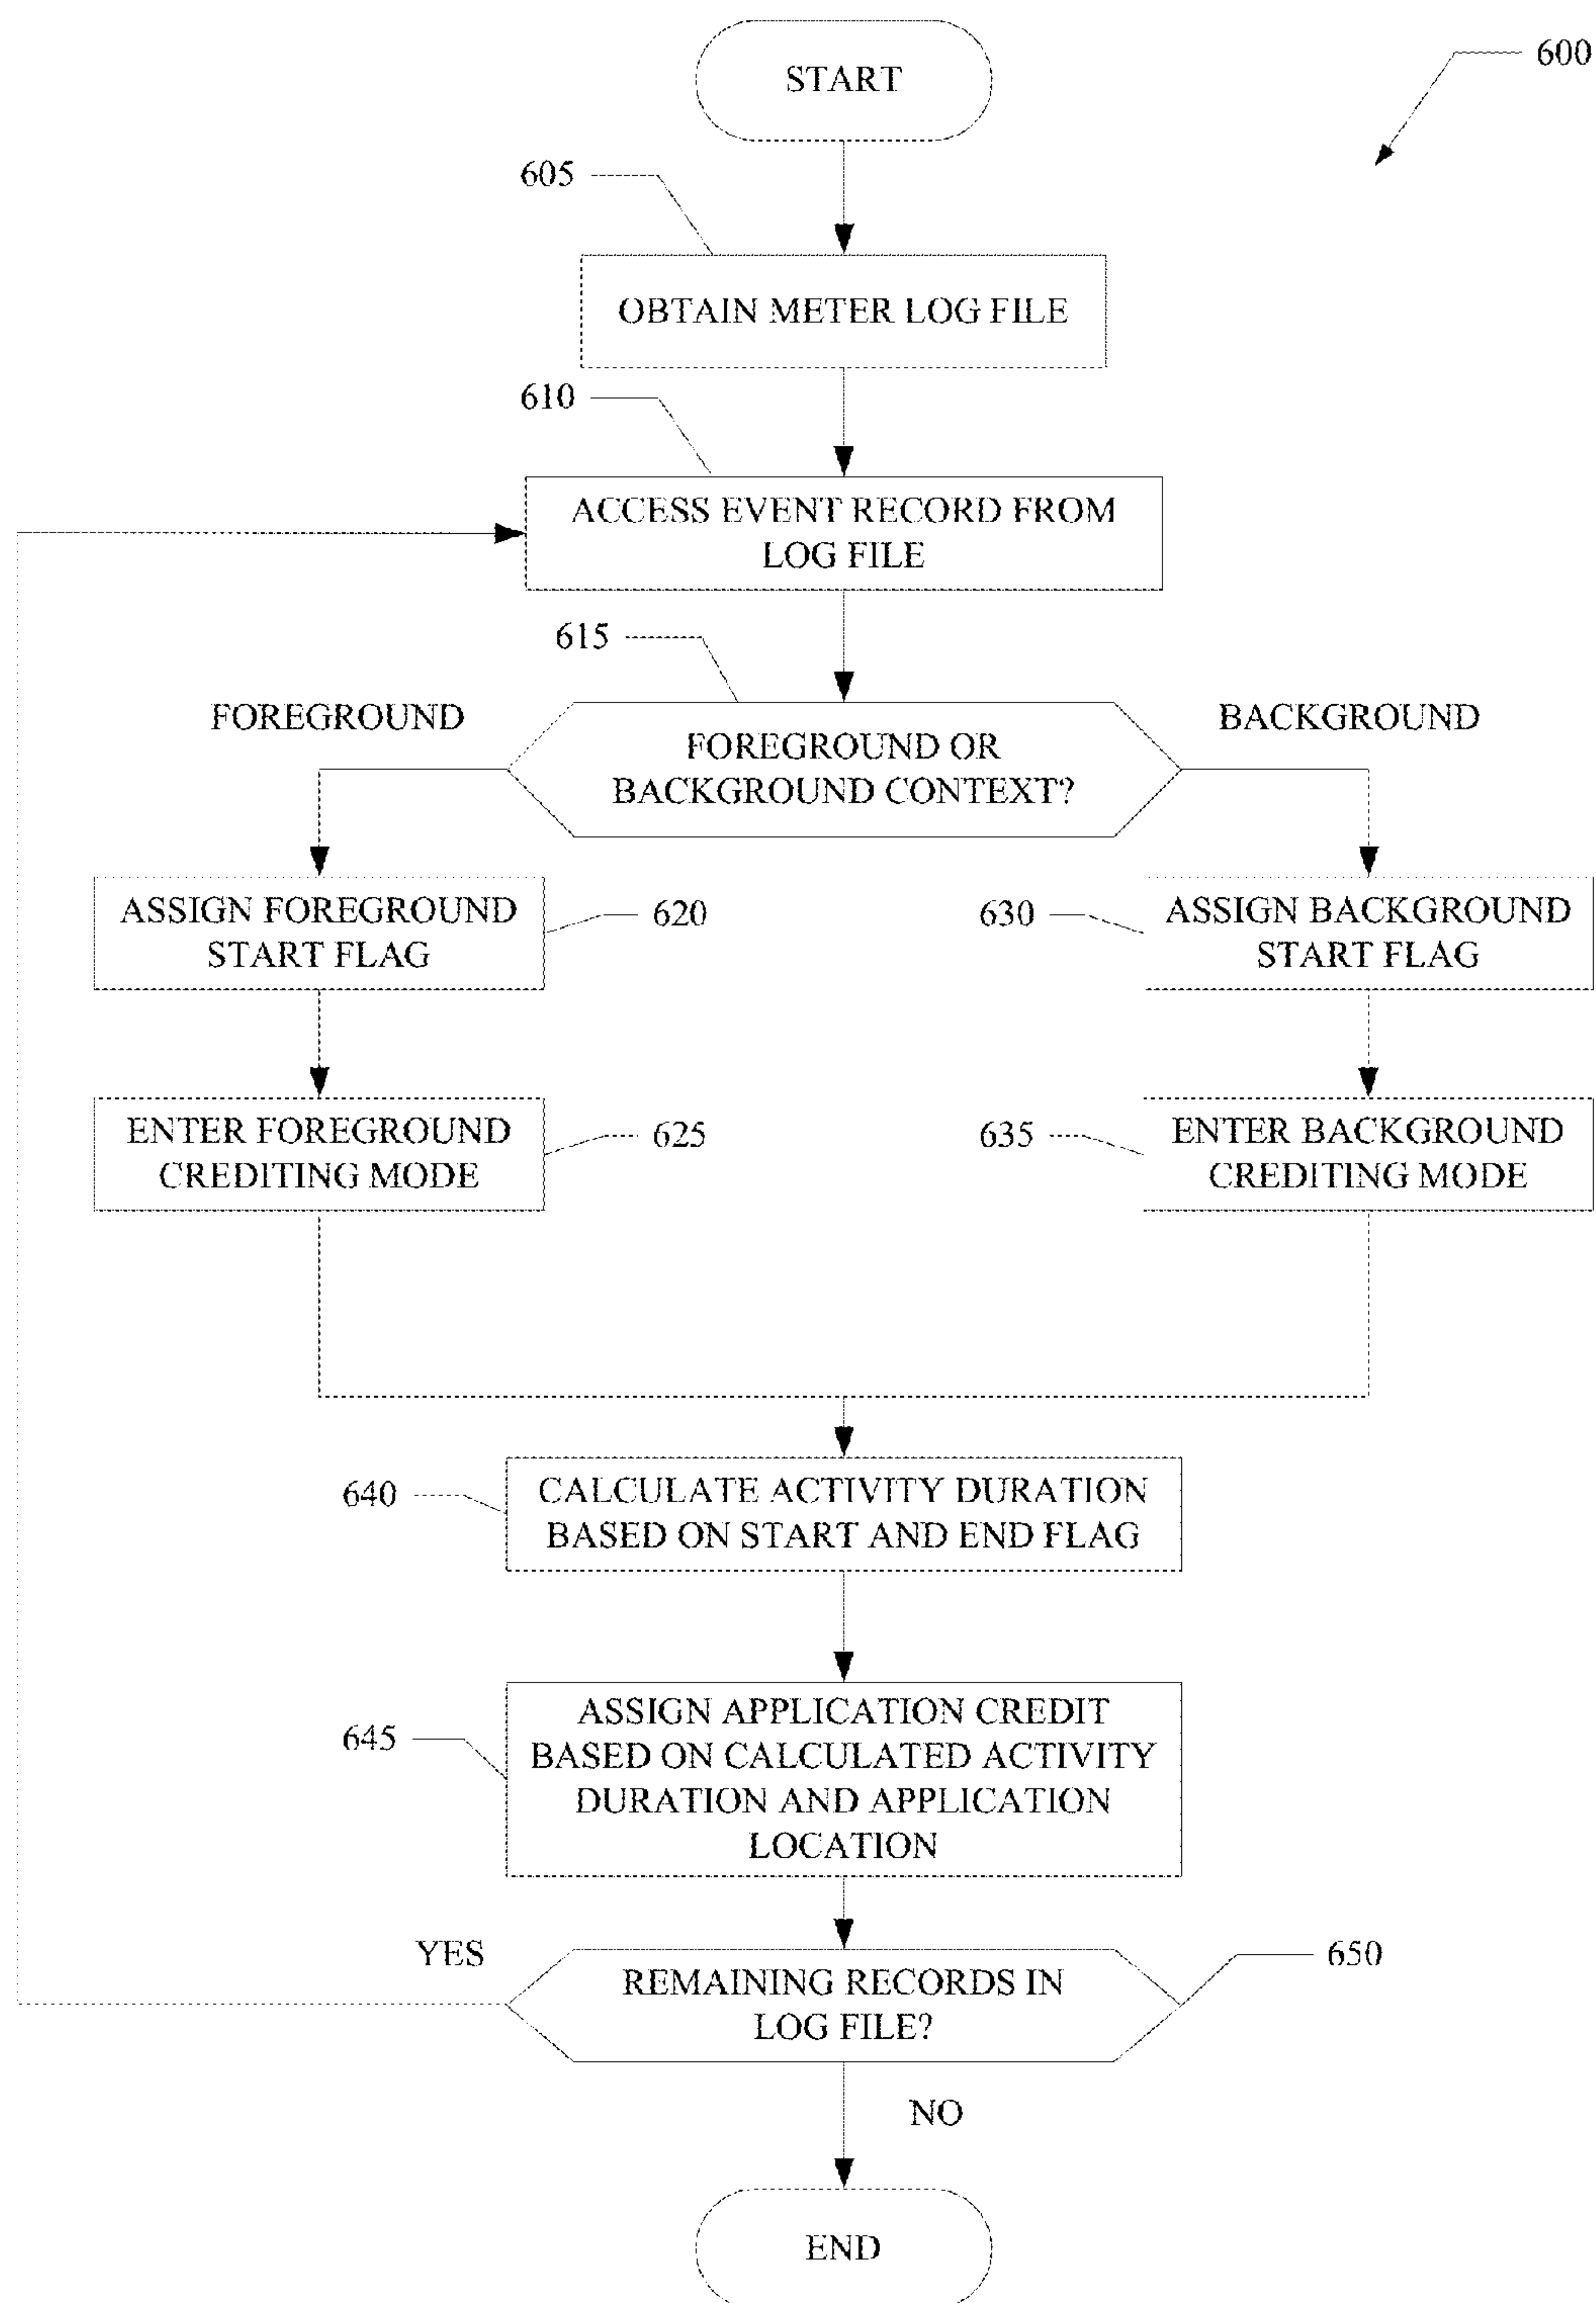 START
600
605
OBTAIN METER LOG FILE
610
ACCESS EVENT RECORD FROM
LOG FILE
615
FOREGROUND
BACKGROUND
FOREGROUND OR
BACKGROUND CONTEXT?
ASSIGN FOREGROUND
START FLAG
620
630
ASSIGN BACKGROUND
START FLAG
ENTER FOREGROUND
CREDITING MODE
625
635
ENTER BACKGROUND
CREDITING MODE
640
CALCULATE ACTIVITY DURATION
BASED ON START AND END FLAG
645
ASSIGN APPLICATION CREDIT
BASED ON CALCULATED ACTIVITY
DURATION AND APPLICATION
LOCATION
YES
REMAINING RECORDS IN
LOG FILE?
650
NO
END